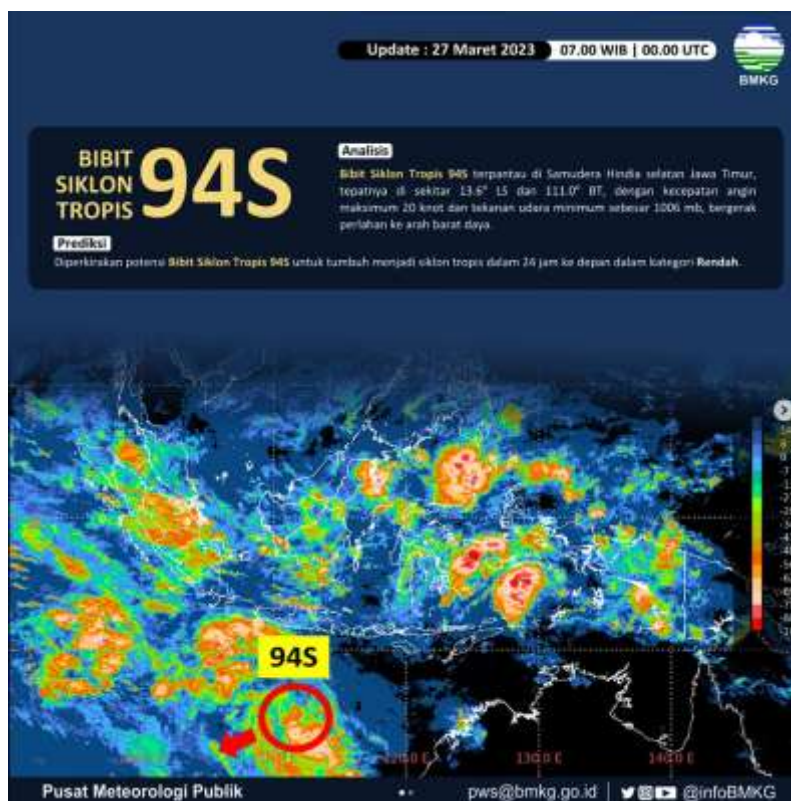 Update : 27 Maret 2023 07.00 WIB | 00.00 UTC
BMKG
BIBIT
SIKLON
TROPIS
94S
Analisis
Bibit Siklon Tropis 94S terpantau di Samudera Hindia selatan Jawa Timur,
tepatnya di sekitar 13.6° LS dan 111.0° BT, dengan kecepatan angin
maksimum 20 knot dan tekanan udara minimum sebesar 1006 mb, bergerak
perlahan ke arah barat daya.
Prediksi
Diperkirakan potensi Bibit Siklon Tropis 94S untuk tumbuh menjadi siklon tropis dalam 24 jam ke depan dalam kategori Rendah.
94S
120.0 E 130.0 E 140.0 E
Pusat Meteorologi Publik pws@bmkg.go.id | @infoBMKG